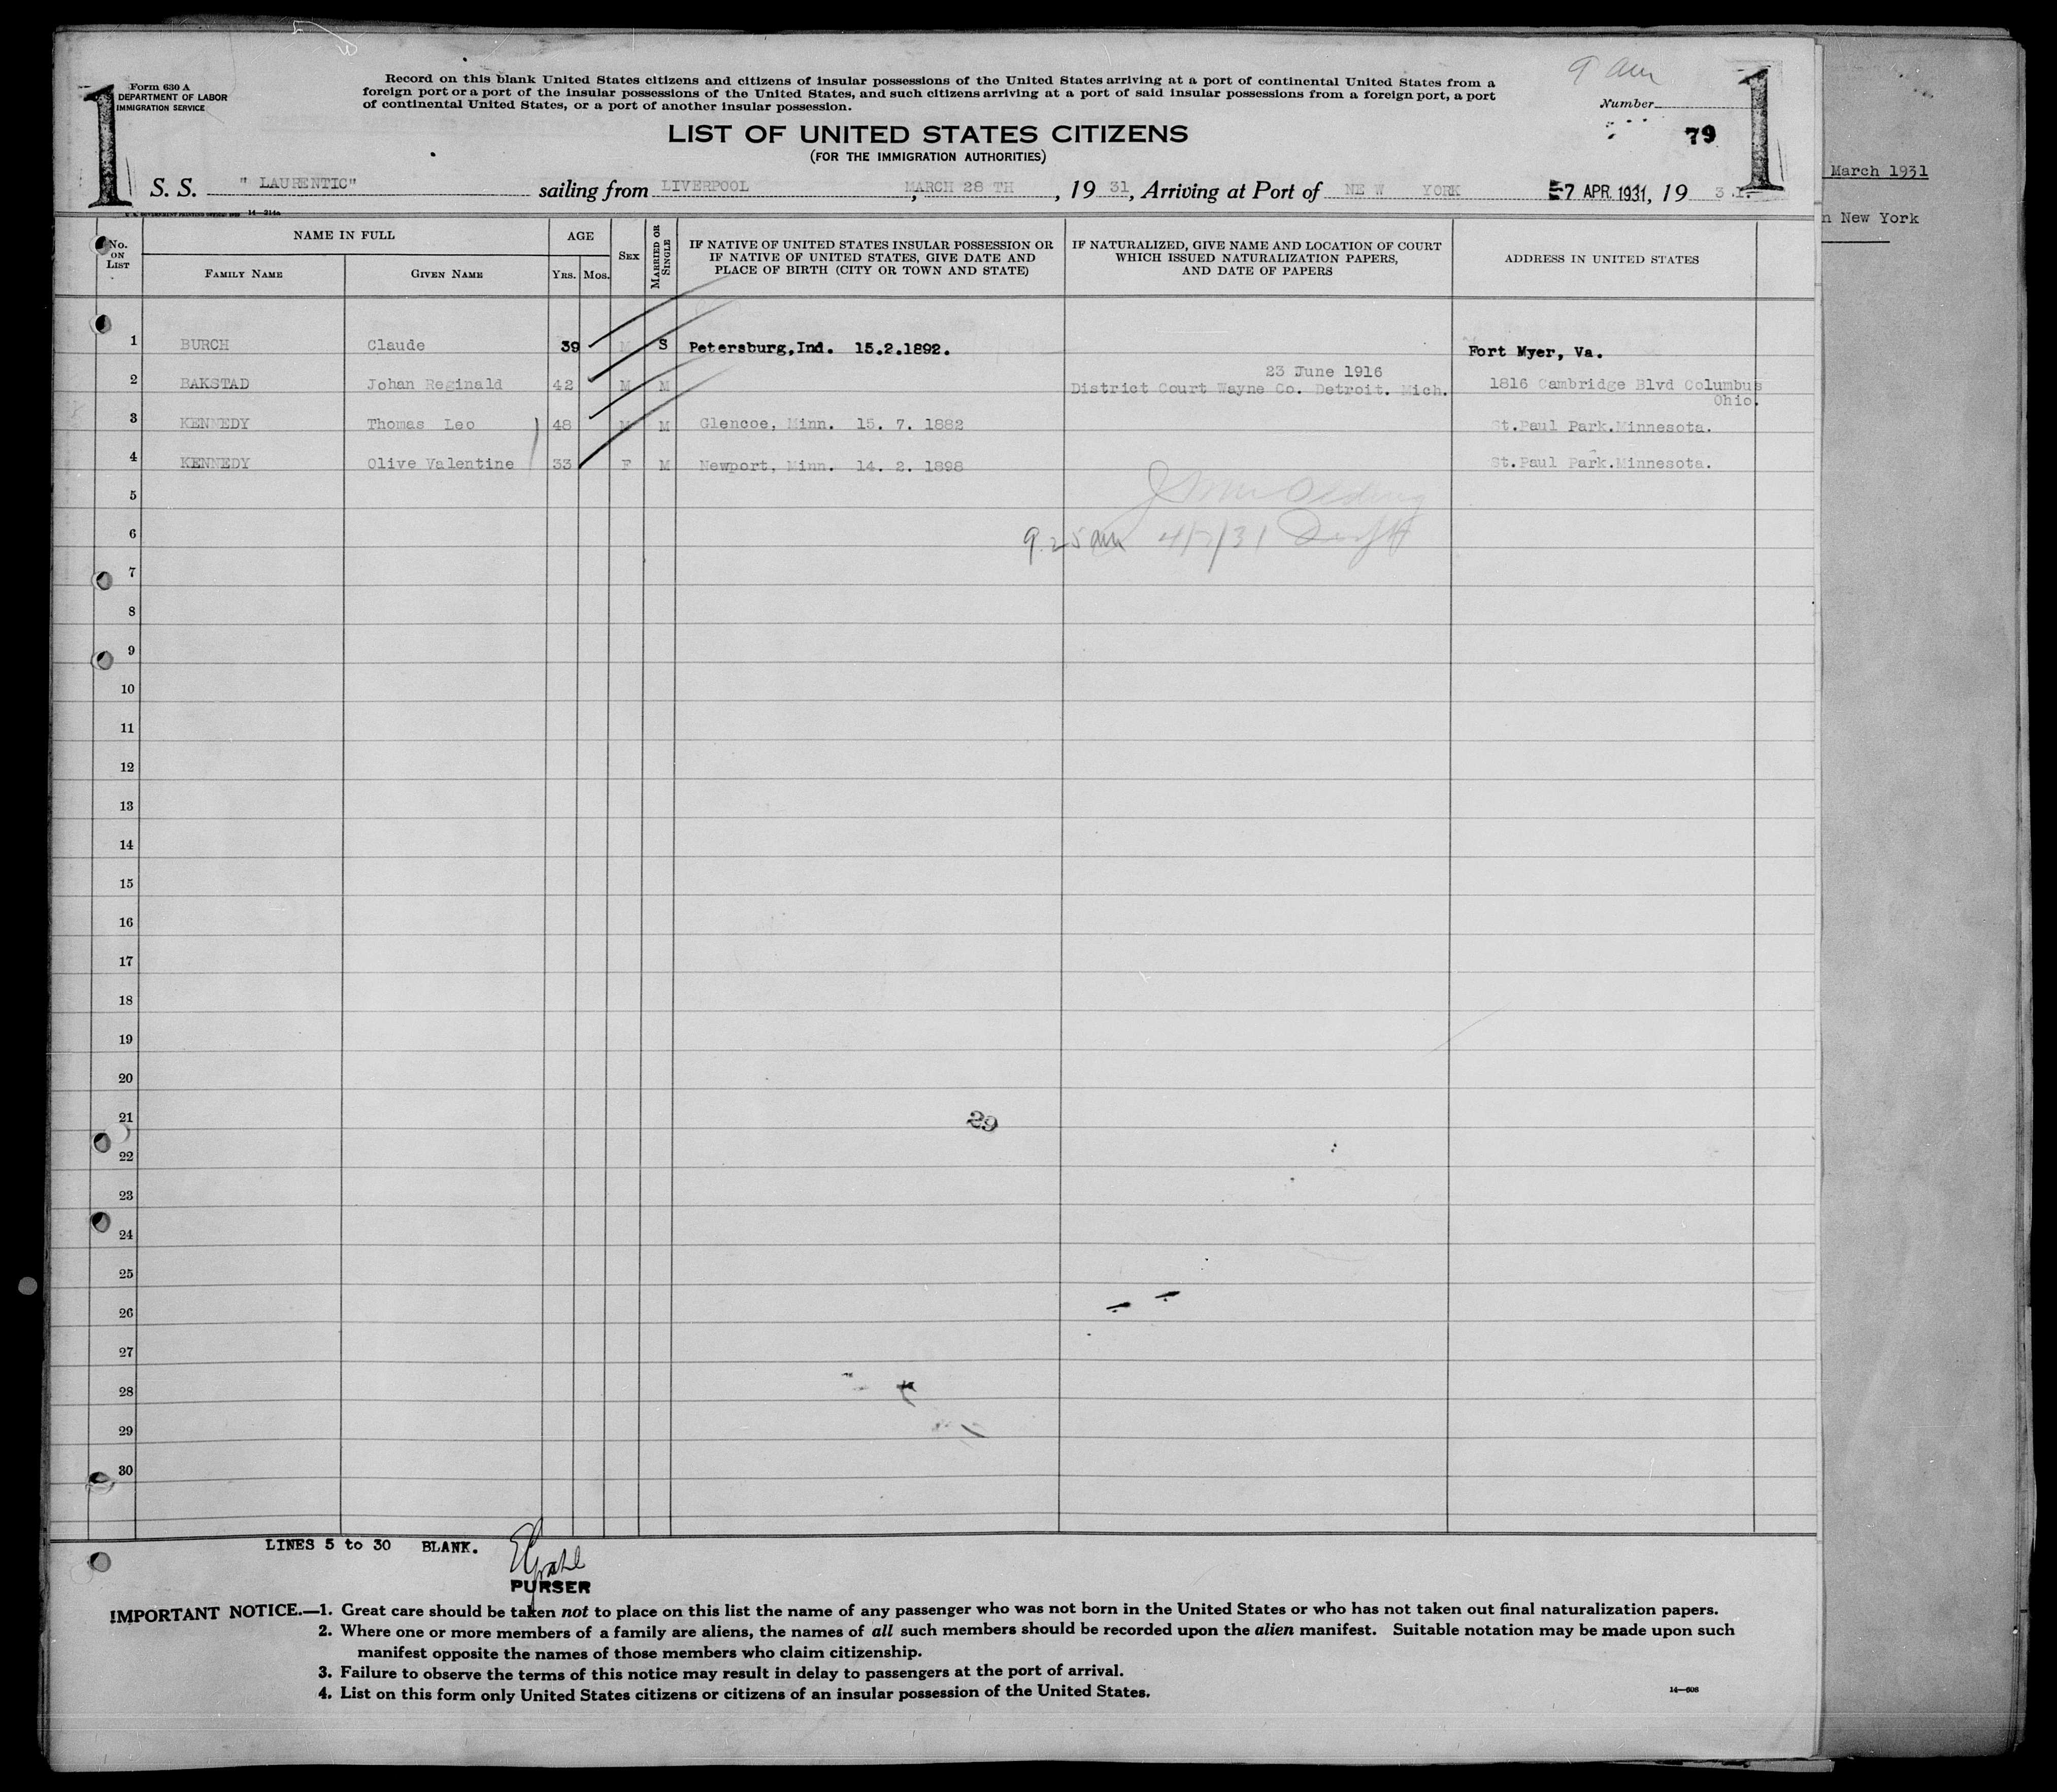 9 am
Form 630 A
DEPARTMENT OF LABOR
IMMIGRATION SERVICE
1
Record on this blank United States citizens and citizens of insular possessions of the United States arriving at a port of continental United States from a
foreign port or a port of the insular possessions of the United States, and such citizens arriving at a port of said insular possessions from a foreign port, a port
of continental United States, or a port of another insular possession.
Number
1
LIST OF UNITED STATES CITIZENS
79
(FOR THE IMMIGRATION AUTHORITIES)
March 1931
S. S. " LAURENTIC" sailing from LIVERPOOL, MARCH 28 TH, 19 31, Arriving at Port of NE W YORK 7 APR. 1931, 19 31.
New York
14—214a
No. ON LIST
NAME IN FULL
FAMILY NAME
GIVEN NAME
AGE
YRS. MOS.
SEX
MARRIED OR SINGLE
IF NATIVE OF UNITED STATES INSULAR POSSESSION OR
IF NATIVE OF UNITED STATES, GIVE DATE AND
PLACE OF BIRTH (CITY OR TOWN AND STATE)
IF NATURALIZED, GIVE NAME AND LOCATION OF COURT
WHICH ISSUED NATURALIZATION PAPERS,
AND DATE OF PAPERS
ADDRESS IN UNITED STATES
1 BURCH Claude 39 M S Petersburg,Ind. 15.2.1892. Fort Myer, Va.
23 June 1916
2 BAKSTAD Johan Reginald 42 M M District Court Wayne Co. Detroit. Mich. 1816 Cambridge Blvd Columbus
Ohio.
3 KENNEDY Thomas Leo 48 M M Glencoe, Minn. 15. 7. 1882 St.Paul Park.Minnesota.
4 KENNEDY Olive Valentine 33 F M Newport, Minn. 14. 2. 1898 St.Paul Park.Minnesota.
5
6 9.25 am 4/7/31
7
8
9
10
11
12
13
14
15
16
17
18
19
20
21
29
22
23
24
25
26
27
28
29
30
LINES 5 to 30 BLANK.
PURSER
IMPORTANT NOTICE.—1. Great care should be taken not to place on this list the name of any passenger who was not born in the United States or who has not taken out final naturalization papers.
2. Where one or more members of a family are aliens, the names of all such members should be recorded upon the alien manifest. Suitable notation may be made upon such
manifest opposite the names of those members who claim citizenship.
3. Failure to observe the terms of this notice may result in delay to passengers at the port of arrival.
4. List on this form only United States citizens or citizens of an insular possession of the United States.
14—608